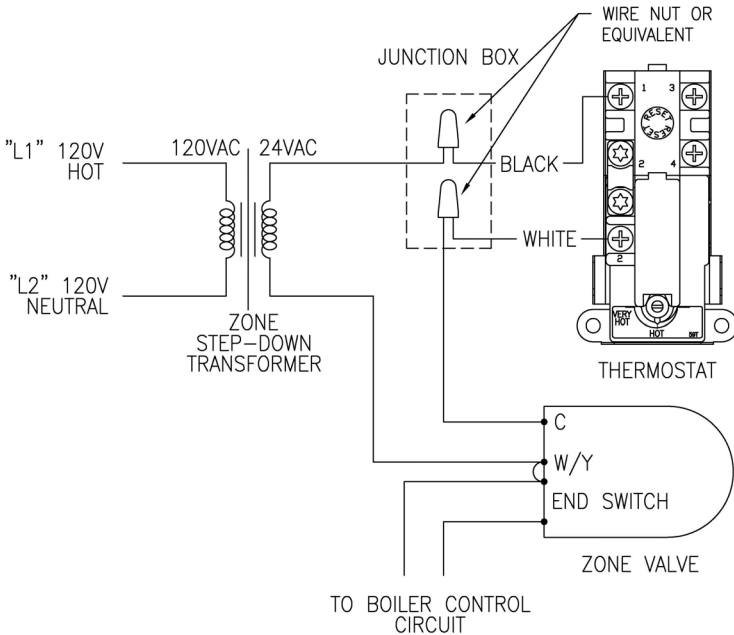 WIRE NUT OR
EQUIVALENT
JUNCTION BOX
1 3
RESET
RESET
"L1" 120V
HOT
120VAC 24VAC
BLACK
2 4
WHITE
2
"L2" 120V
NEUTRAL
ZONE
STEP-DOWN
TRANSFORMER
VERY
HOT
HOT
59T
THERMOSTAT
C
W/Y
END SWITCH
ZONE VALVE
TO BOILER CONTROL
CIRCUIT